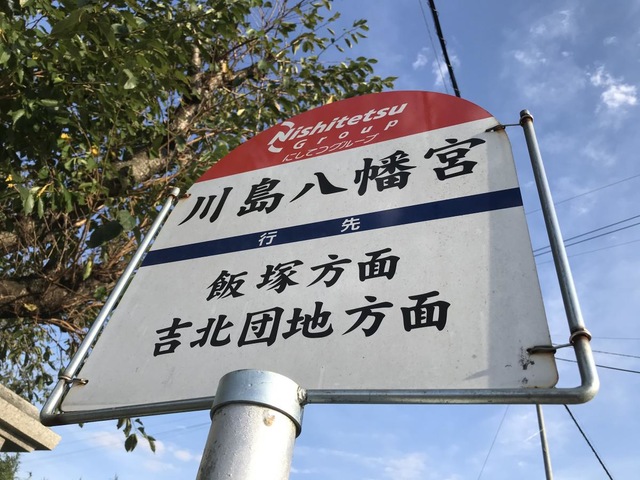 Nishitetsu
Group
にしてつグループ
川島八幡宮
行先
飯塚方面
吉北団地方面